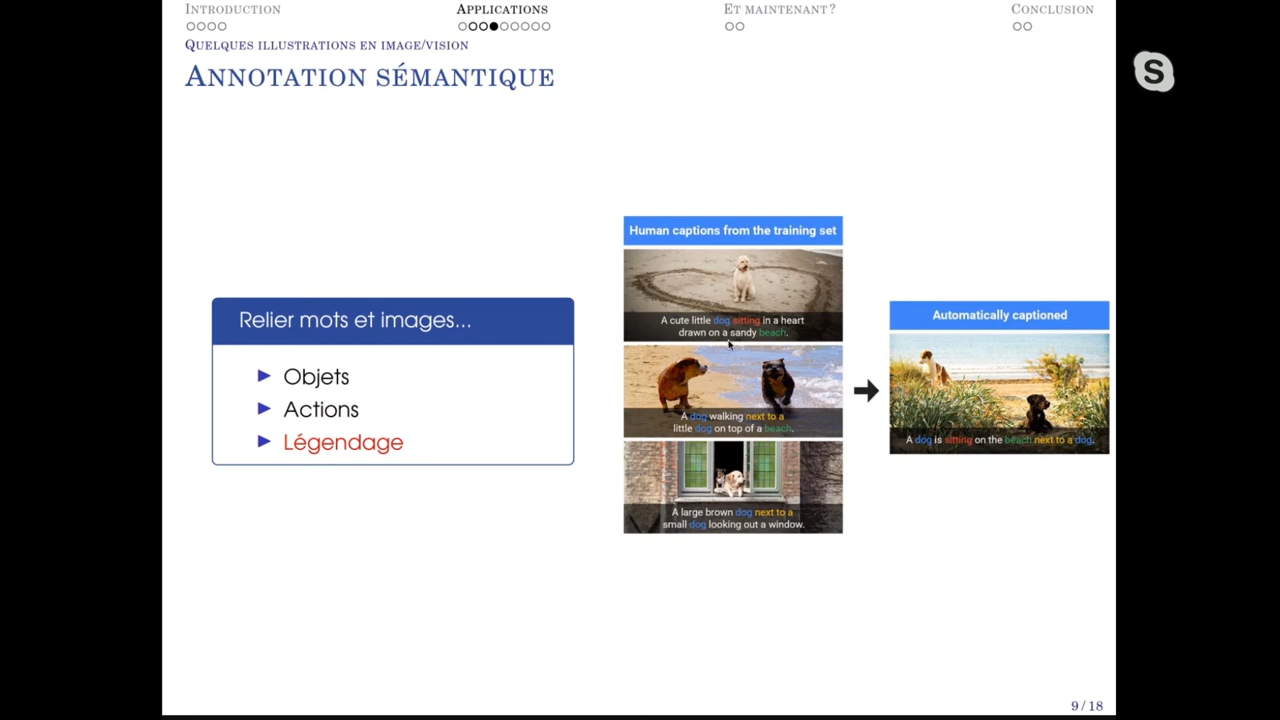 Introduction
Applications
Et maintenant ?
Conclusion
Quelques illustrations en image/vision
Annotation sémantique
Relier mots et images...
Objets
Actions
Légendage
Human captions from the training set
A cute little dog sitting in a heart
drawn on a sandy beach.
A dog walking next to a
little dog on top of a beach.
A large brown dog next to a
small dog looking out a window.
Automatically captioned
A dog is sitting on the beach next to a dog.
S
9 / 18